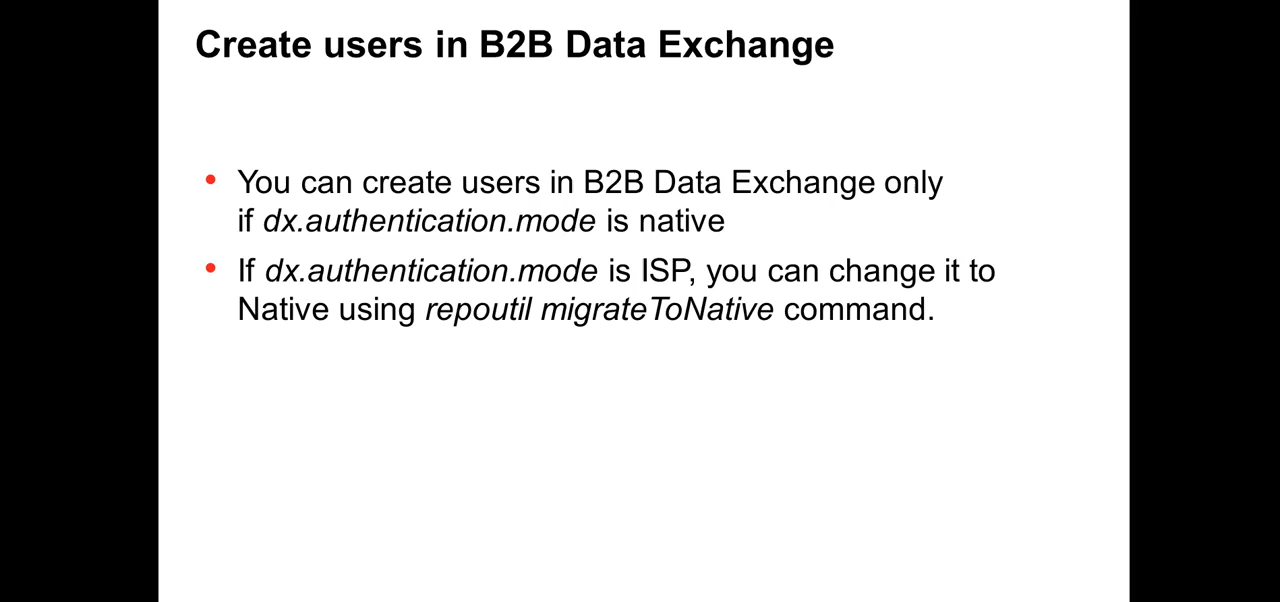 Create users in B2B Data Exchange
• You can create users in B2B Data Exchange only
if dx.authentication.mode is native
• If dx.authentication.mode is ISP, you can change it to
Native using repoutil migrateToNative command.